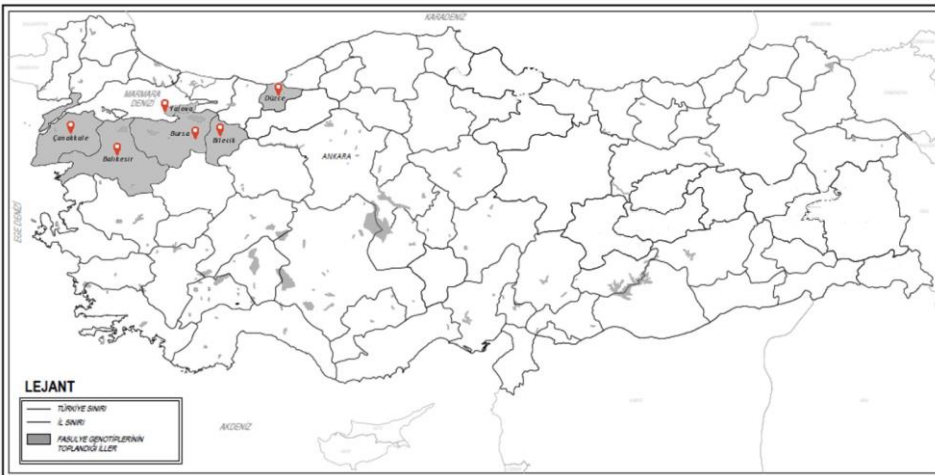 KARADENİZ
MARMARA
DENİZİ
Yalova
Düzce
Çanakkale
Bursa
Bilecik
Balıkesir
ANKARA
EGE DENİZİ
LEJANT
TÜRKİYE SINIRI
İL SINIRI
FASULYE GENOTİPLERİNİN
TOPLANDIĞI İLLER
AKDENİZ